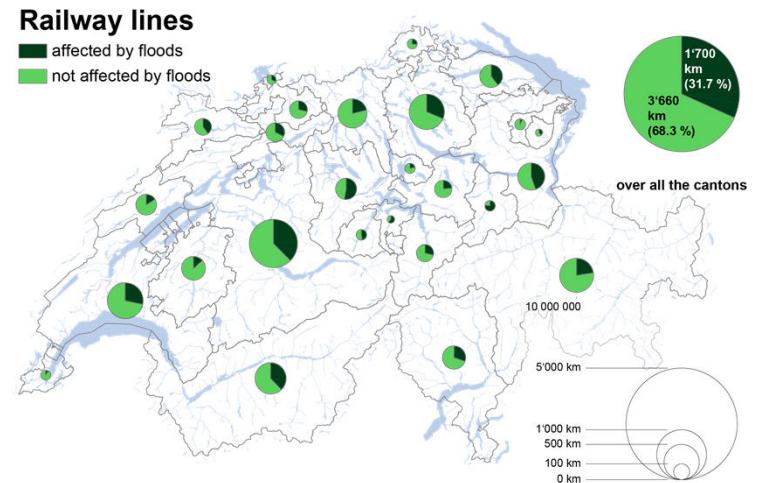 Railway lines
affected by floods
not affected by floods
1'700
km
(31.7 %)
3'660
km
(68.3 %)
over all the cantons
10 000 000
5'000 km
1'000 km
500 km
100 km
0 km